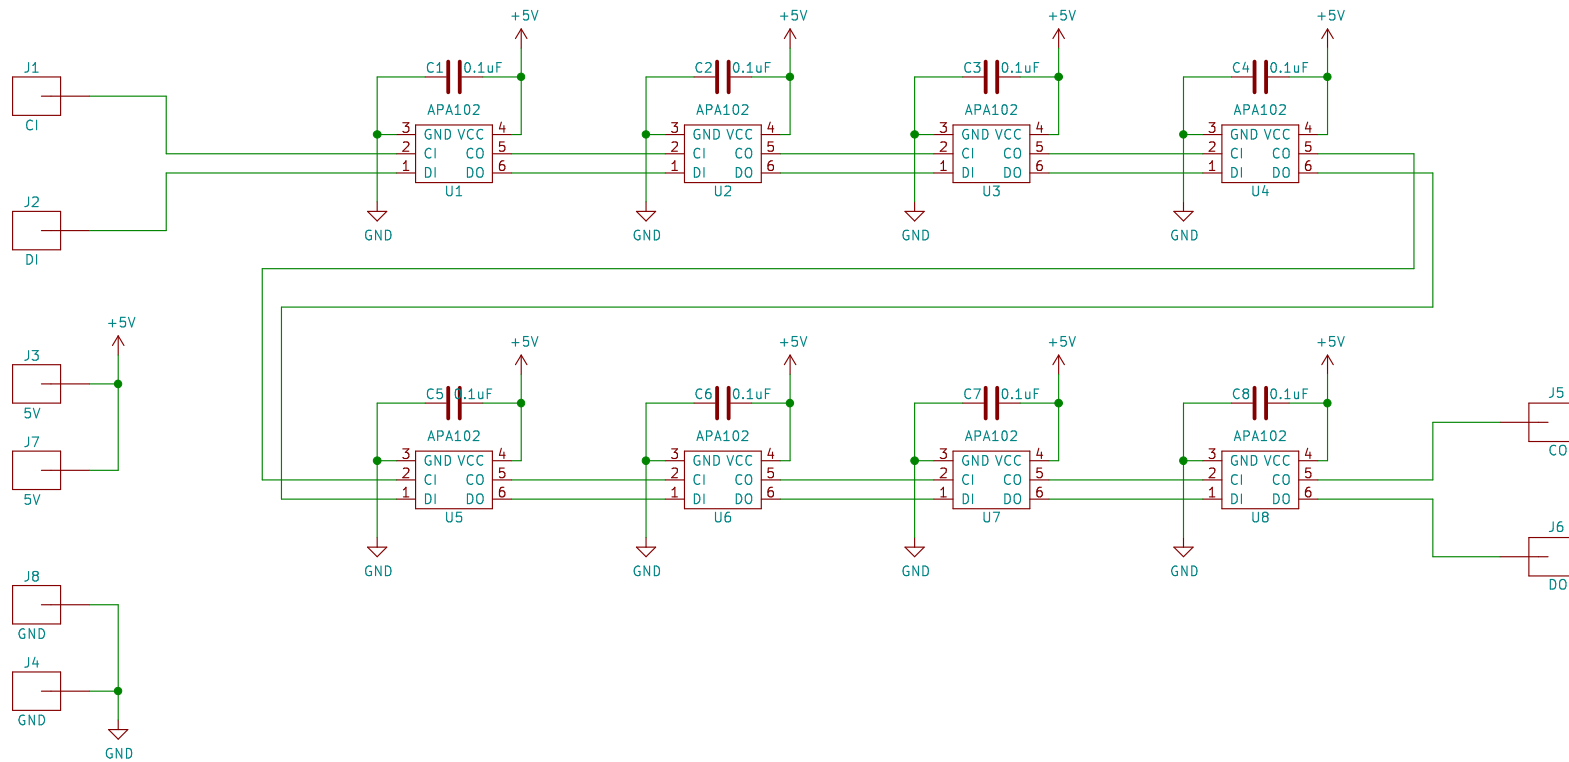 +5V +5V +5V +5V
J1 C1 0.1uF C2 0.1uF C3 0.1uF C4 0.1uF
CI APA102 APA102 APA102 APA102
3 GND VCC 4 3 GND VCC 4 3 GND VCC 4 3 GND VCC 4
2 CI CO 5 2 CI CO 5 2 CI CO 5 2 CI CO 5
1 DI DO 6 1 DI DO 6 1 DI DO 6 1 DI DO 6
U1 U2 U3 U4
J2
GND GND GND GND
DI
+5V
+5V +5V +5V +5V
J3
C5 0.1uF C6 0.1uF C7 0.1uF C8 0.1uF J5
5V
APA102 APA102 APA102 APA102
J7 CO
3 GND VCC 4 3 GND VCC 4 3 GND VCC 4 3 GND VCC 4
2 CI CO 5 2 CI CO 5 2 CI CO 5 2 CI CO 5
5V 1 DI DO 6 1 DI DO 6 1 DI DO 6 1 DI DO 6
U5 U6 U7 U8
J6
GND GND GND GND
J8 DO
GND
J4
GND
GND